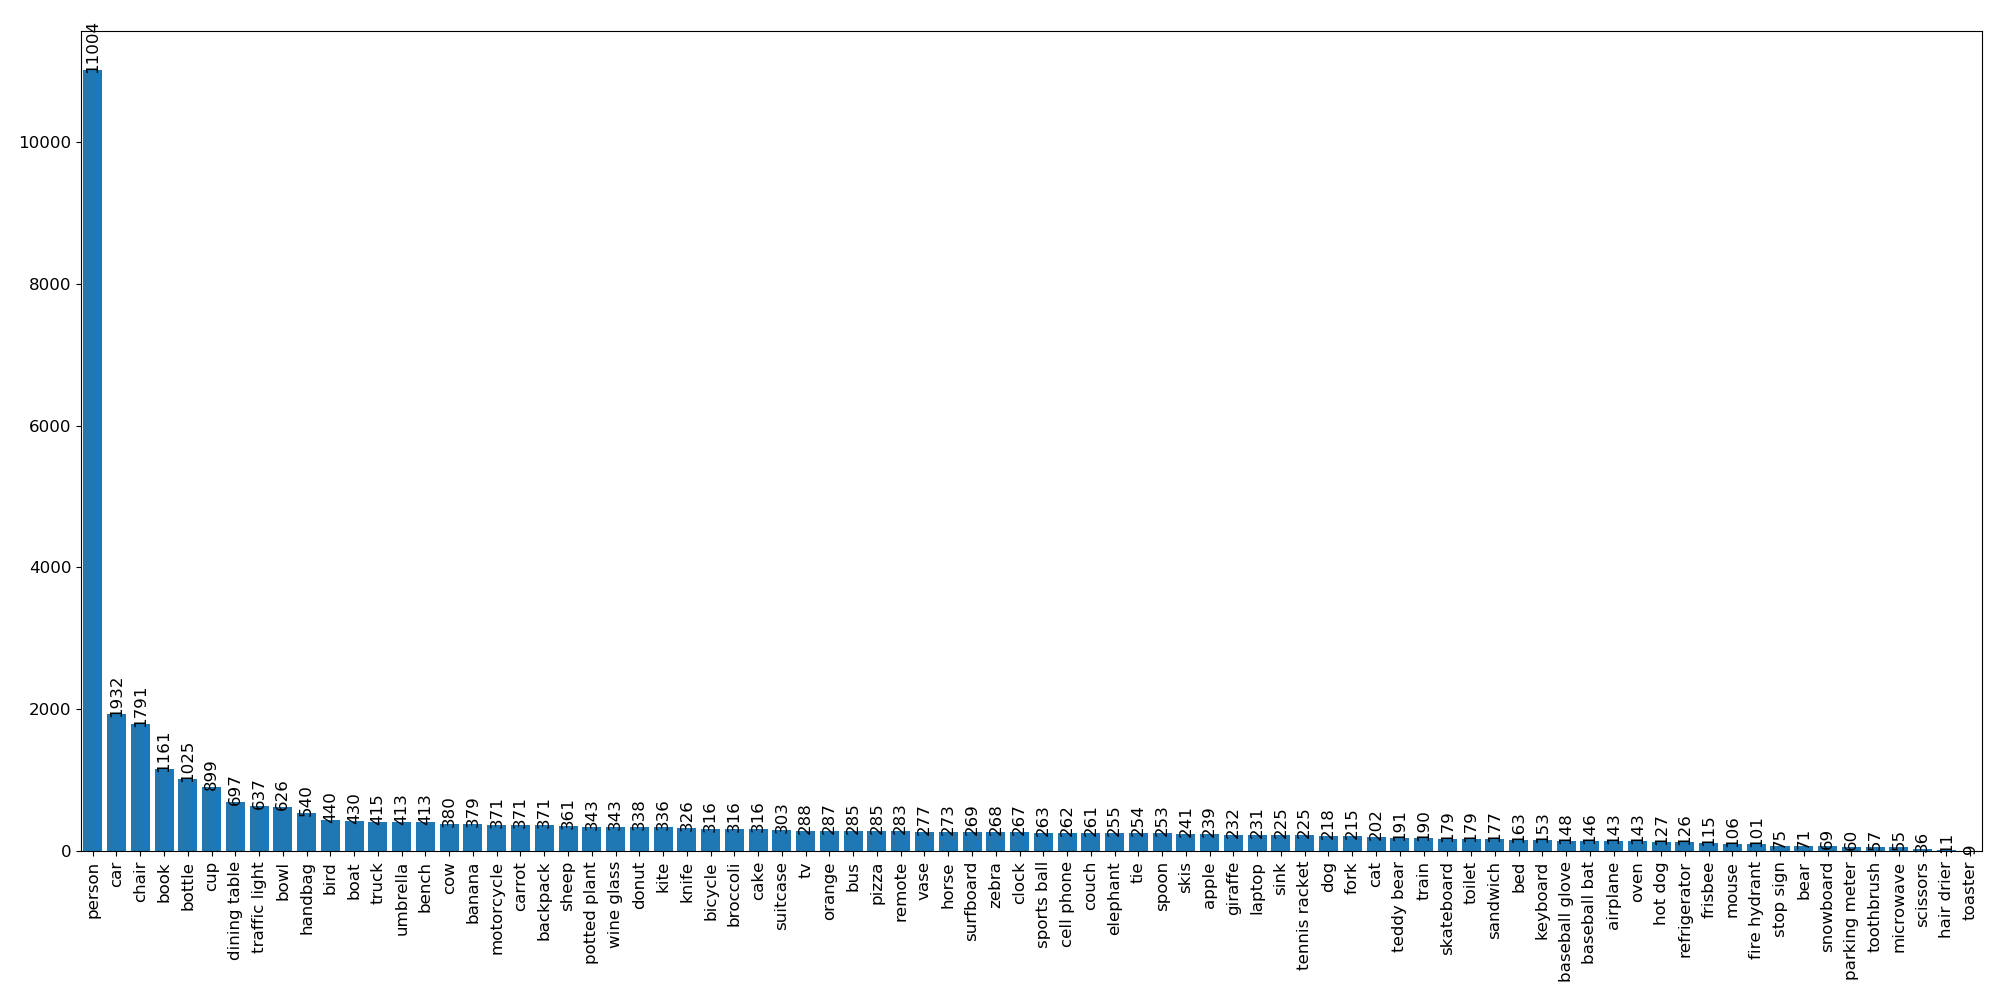 11004
1932
1791
1161
1025
899
697
637
626
540
440
430
415
413
413
380
379
371
371
371
361
343
343
338
336
326
316
316
316
303
288
287
285
285
283
277
273
269
268
267
263
262
261
255
254
253
241
239
232
231
225
225
218
215
202
191
190
179
179
177
163
153
148
146
143
143
127
126
115
106
101
75
71
69
60
57
55
36
11
9
10000
8000
6000
4000
2000
0
person
car
chair
book
bottle
cup
dining table
traffic light
bowl
handbag
bird
boat
truck
umbrella
bench
cow
banana
motorcycle
carrot
backpack
sheep
potted plant
wine glass
donut
kite
knife
bicycle
broccoli
cake
suitcase
tv
orange
bus
pizza
remote
vase
horse
surfboard
zebra
clock
sports ball
cell phone
couch
elephant
tie
spoon
skis
apple
giraffe
laptop
sink
tennis racket
dog
fork
cat
teddy bear
train
skateboard
toilet
sandwich
bed
keyboard
baseball glove
baseball bat
airplane
oven
hot dog
refrigerator
frisbee
mouse
fire hydrant
stop sign
bear
snowboard
parking meter
toothbrush
microwave
scissors
hair drier
toaster